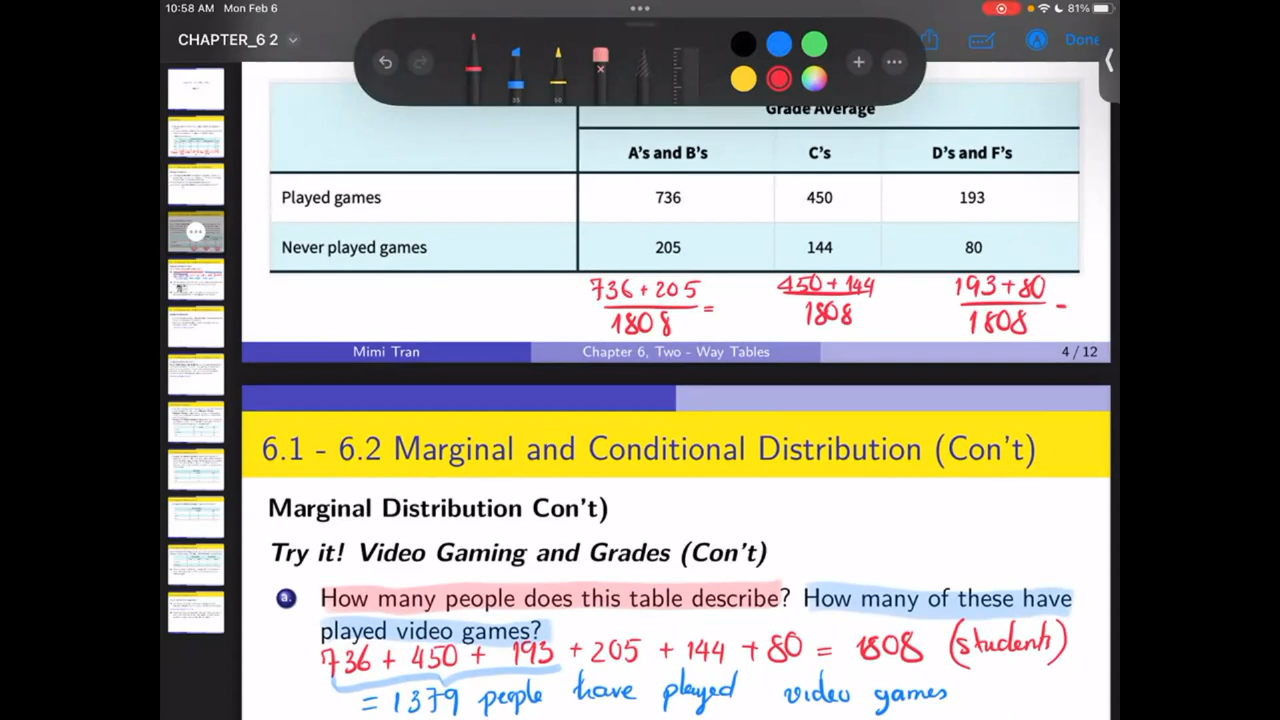 10:58 AM Mon Feb 6
81%
CHAPTER_6 2
Done
Grade Average
A's and B's C's D's and F's
Played games 736 450 193
Never played games 205 144 80
736 + 205 450 + 144 193 + 80
1808 = 1808 1808 -
Mimi Tran Chapter 6, Two - Way Tables 4 / 12
6.1 - 6.2 Marginal and Conditional Distribution (Con't)
Marginal Distribution Con't)
Try it! Video Gaming and Grades (Con't)
a. How many people does this table describe? How many of these have
played video games?
736 + 450 + 193 + 205 + 144 + 80 = 1808 (students)
= 1379 people have played video games